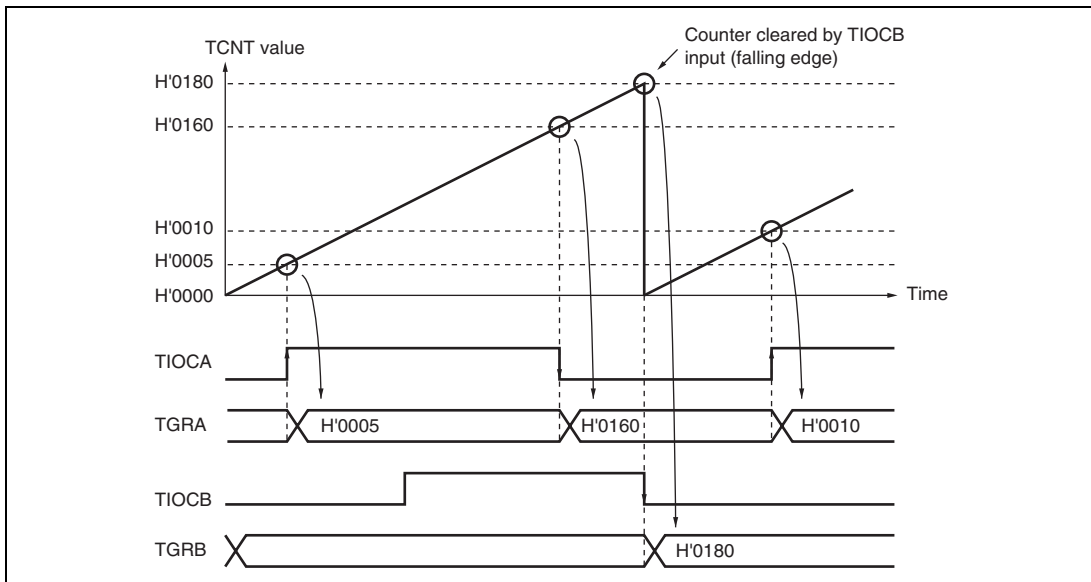 Counter cleared by TIOCB
input (falling edge)
TCNT value
H'0180
H'0160
H'0010
H'0005
H'0000
Time
TIOCA
TGRA
H'0005
H'0160
H'0010
TIOCB
TGRB
H'0180